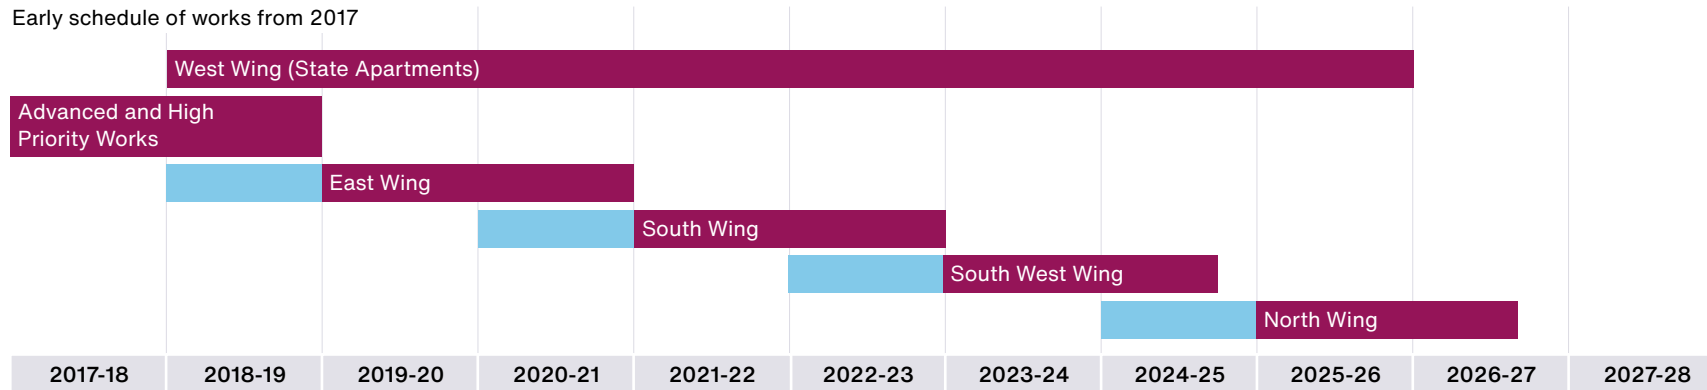 Early schedule of works from 2017
West Wing (State Apartments)
Advanced and High
Priority Works
East Wing
South Wing
South West Wing
North Wing
2017-18 2018-19 2019-20 2020-21 2021-22 2022-23 2023-24 2024-25 2025-26 2026-27 2027-28